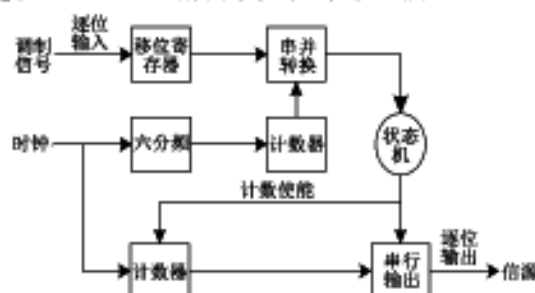 调制
信号
逐位
输入
移位寄
存器
串并
转换
时钟
六分频
计数器
状态
机
计数使能
计数器
串行
输出
逐位
输出
信源